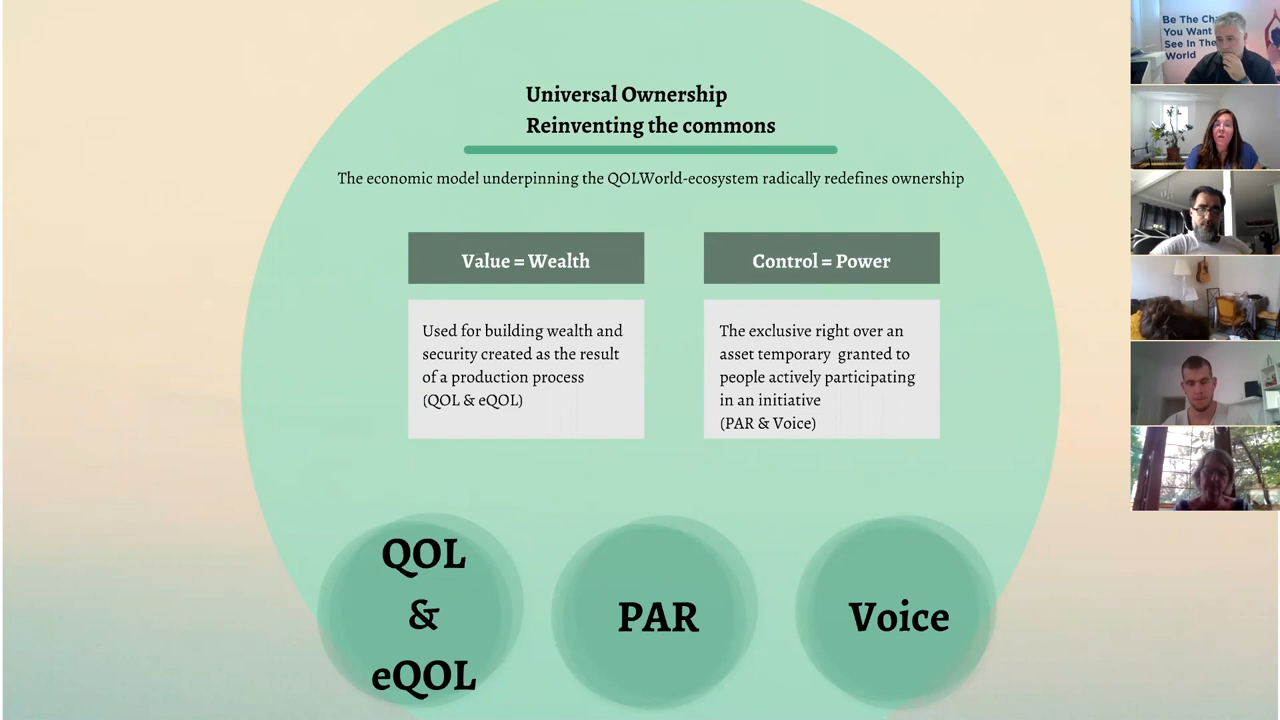 Universal Ownership
Reinventing the commons
The economic model underpinning the QOLWorld-ecosystem radically redefines ownership
Value = Wealth
Used for building wealth and
security created as the result
of a production process
(QOL & eQOL)
Control = Power
The exclusive right over an
asset temporary granted to
people actively participating
in an initiative
(PAR & Voice)
QOL
&
eQOL
PAR
Voice
Be The Cha
You Want
See In The
World